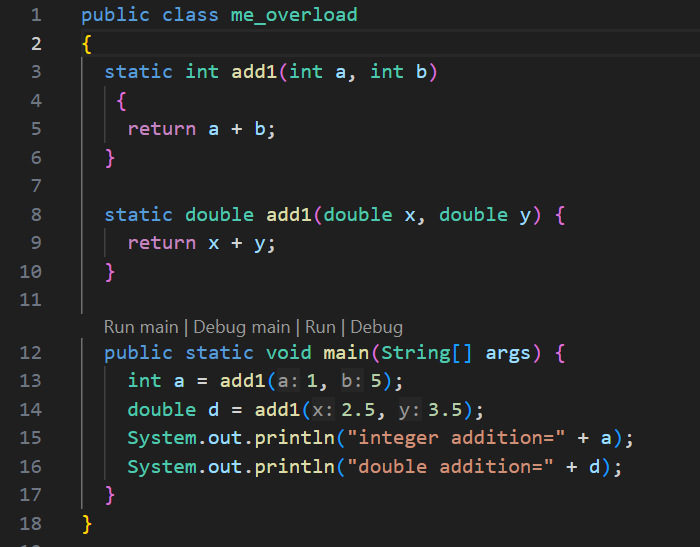 1 public class me_overload
2 {
3 static int add1(int a, int b)
4 {
5 return a + b;
6 }
7
8 static double add1(double x, double y) {
9 return x + y;
10 }
11
Run main | Debug main | Run | Debug
12 public static void main(String[] args) {
13 int a = add1(a: 1, b: 5);
14 double d = add1(x: 2.5, y: 3.5);
15 System.out.println("integer addition=" + a);
16 System.out.println("double addition=" + d);
17 }
18 }